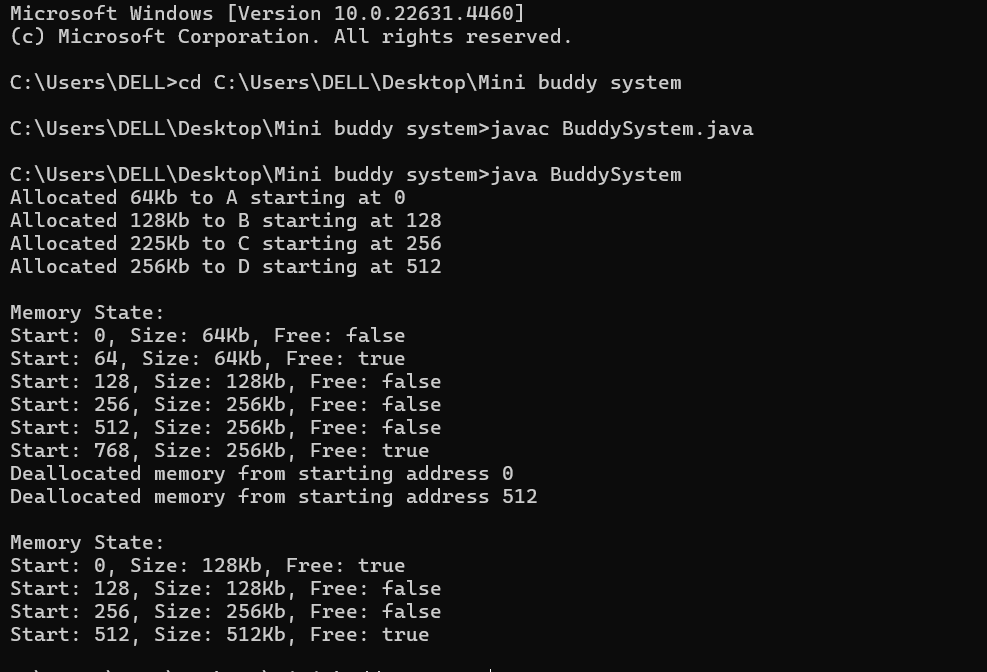 Microsoft Windows [Version 10.0.22631.4460]
(c) Microsoft Corporation. All rights reserved.
C:\Users\DELL>cd C:\Users\DELL\Desktop\Mini buddy system
C:\Users\DELL\Desktop\Mini buddy system>javac BuddySystem.java
C:\Users\DELL\Desktop\Mini buddy system>java BuddySystem
Allocated 64Kb to A starting at 0
Allocated 128Kb to B starting at 128
Allocated 225Kb to C starting at 256
Allocated 256Kb to D starting at 512
Memory State:
Start: 0, Size: 64Kb, Free: false
Start: 64, Size: 64Kb, Free: true
Start: 128, Size: 128Kb, Free: false
Start: 256, Size: 256Kb, Free: false
Start: 512, Size: 256Kb, Free: false
Start: 768, Size: 256Kb, Free: true
Deallocated memory from starting address 0
Deallocated memory from starting address 512
Memory State:
Start: 0, Size: 128Kb, Free: true
Start: 128, Size: 128Kb, Free: false
Start: 256, Size: 256Kb, Free: false
Start: 512, Size: 512Kb, Free: true